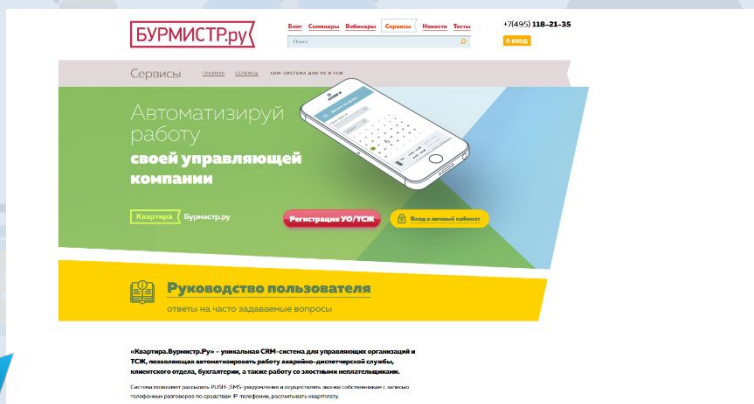 БУРМИСТР.ру
Блог Семинары Вебинары Сервисы Новости Тесты
+7(495) 118-21-35
Поиск
ВХОД
Сервисы ГЛАВНАЯ СЕРВИСЫ CRM-СИСТЕМА ДЛЯ УО И ТСЖ
Автоматизируй
работу
своей управляющей
компании
Квартира Бурмистр.ру
Регистрация УО/ТСЖ
Вход в личный кабинет
Руководство пользователя
ответы на часто задаваемые вопросы
«Квартира.Бурмистр.Ру» – уникальная CRM-система для управляющих организаций и
ТСЖ, позволяющая автоматизировать работу аварийно-диспетчерской службы,
клиентского отдела, бухгалтерии, а также работу со злостными неплательщиками.
Система позволяет рассылать PUSH-,SMS-уведомления и осуществлять звонки собственникам с записью
телефонных разговоров по средствам IP-телефонии, рассчитывать квартплату.